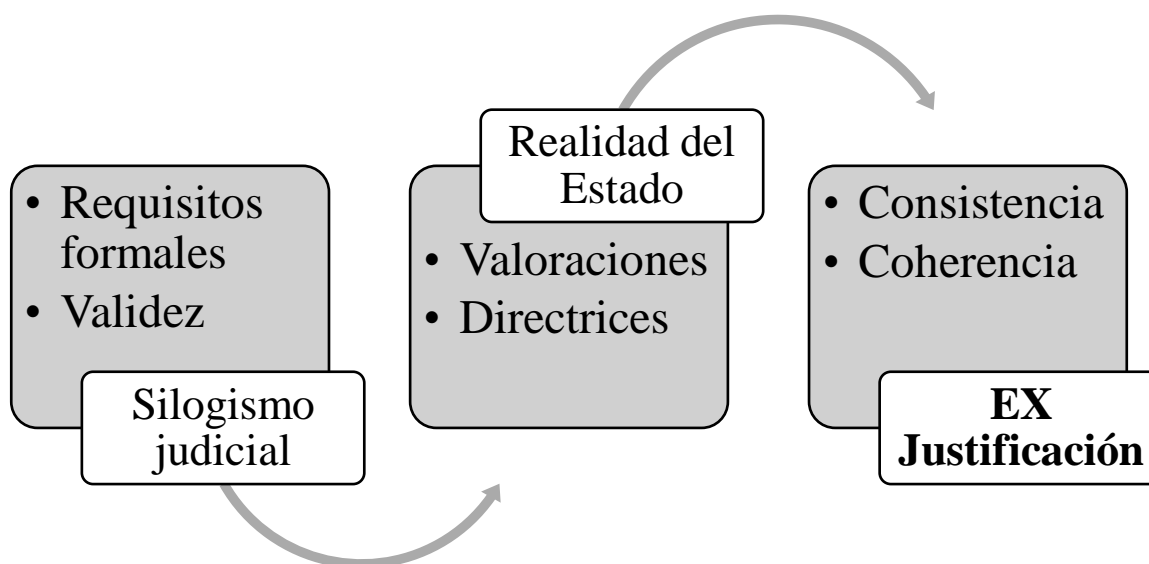 • Requisitos
formales
• Validez
Silogismo
judicial
Realidad del
Estado
• Valoraciones
• Directrices
• Consistencia
• Coherencia
EX
Justificación